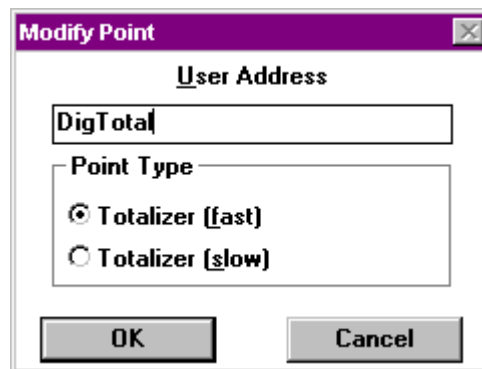 Modify Point
User Address
DigTotal
Point Type
Totalizer (fast)
Totalizer (slow)
OK Cancel